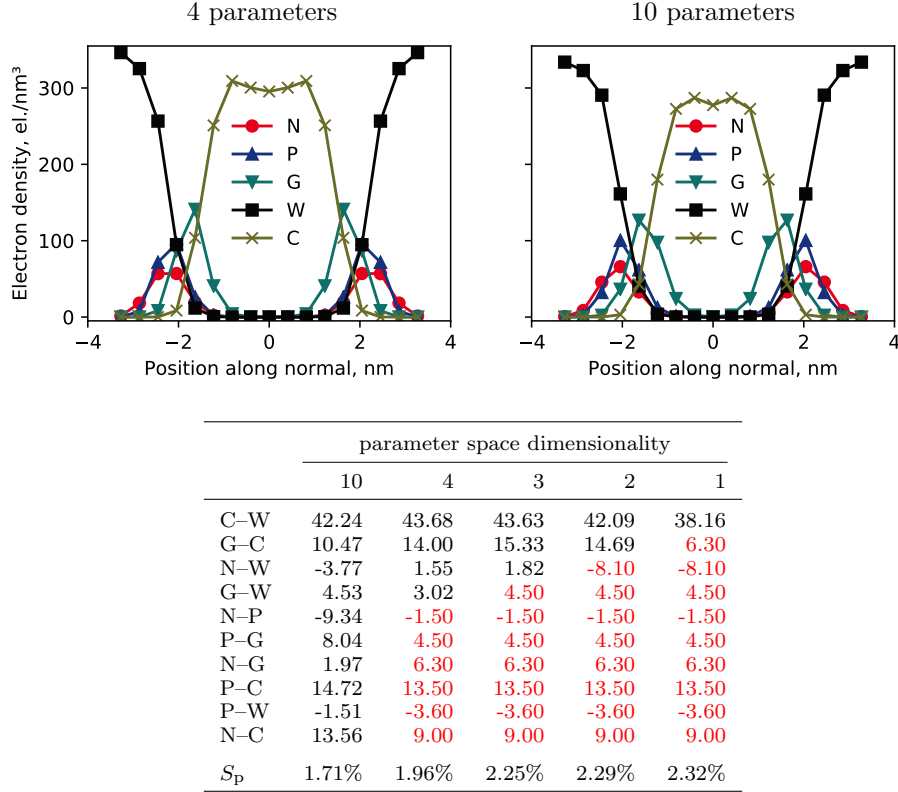 4 parameters
10 parameters
Electron density, el./nm³
300
200
100
0
N
P
G
W
C
N
P
G
W
C
−4 −2 0 2 4
−4 −2 0 2 4
Position along normal, nm
Position along normal, nm
parameter space dimensionality
10 4 3 2 1
C–W 42.24 43.68 43.63 42.09 38.16
G–C 10.47 14.00 15.33 14.69 6.30
N–W -3.77 1.55 1.82 -8.10 -8.10
G–W 4.53 3.02 4.50 4.50 4.50
N–P -9.34 -1.50 -1.50 -1.50 -1.50
P–G 8.04 4.50 4.50 4.50 4.50
N–G 1.97 6.30 6.30 6.30 6.30
P–C 14.72 13.50 13.50 13.50 13.50
P–W -1.51 -3.60 -3.60 -3.60 -3.60
N–C 13.56 9.00 9.00 9.00 9.00
Sp 1.71% 1.96% 2.25% 2.29% 2.32%